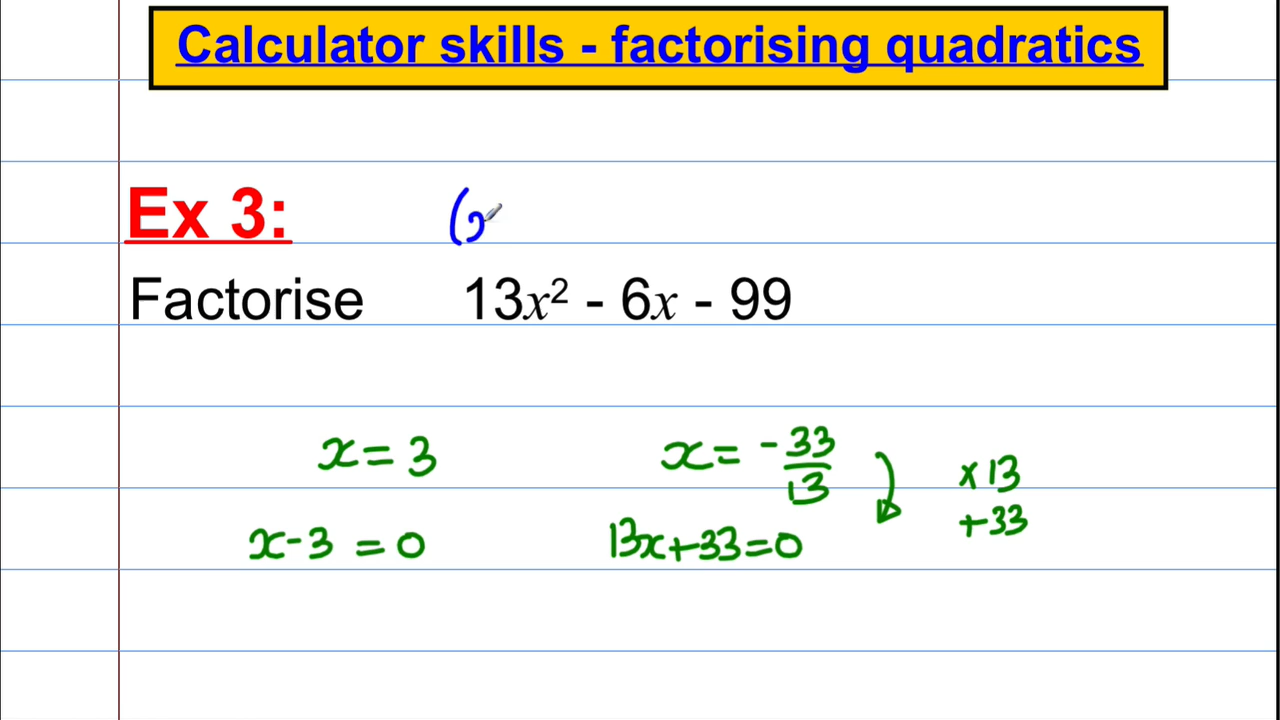 Calculator skills - factorising quadratics
Ex 3:
(x
Factorise 13x² - 6x - 99
x = 3 x = -33/13 ×13
+33
x - 3 = 0 13x + 33 = 0